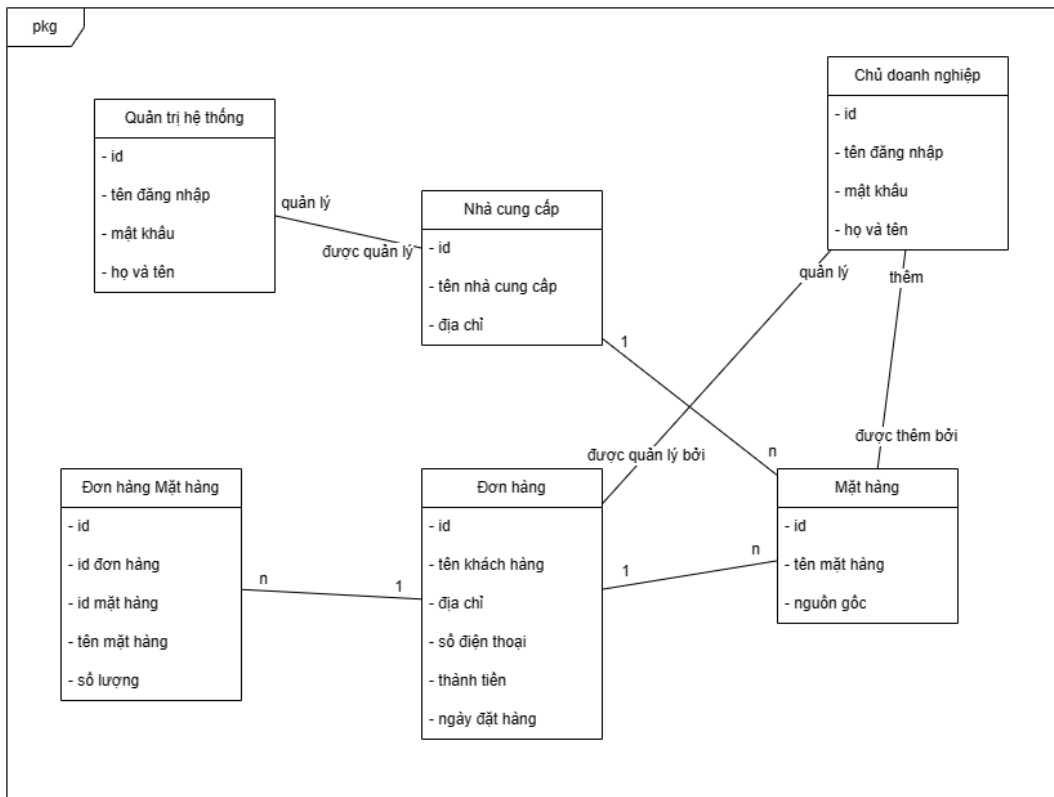 pkg
Quản trị hệ thống
- id
- tên đăng nhập
- mật khẩu
- họ và tên
quản lý
được quản lý
Nhà cung cấp
- id
- tên nhà cung cấp
- địa chỉ
1
n
Chủ doanh nghiệp
- id
- tên đăng nhập
- mật khẩu
- họ và tên
quản lý
thêm
được quản lý bởi
được thêm bởi
Đơn hàng Mặt hàng
- id
- id đơn hàng
- id mặt hàng
- tên mặt hàng
- số lượng
n
1
Đơn hàng
- id
- tên khách hàng
- địa chỉ
- số điện thoại
- thành tiền
- ngày đặt hàng
1
n
Mặt hàng
- id
- tên mặt hàng
- nguồn gốc